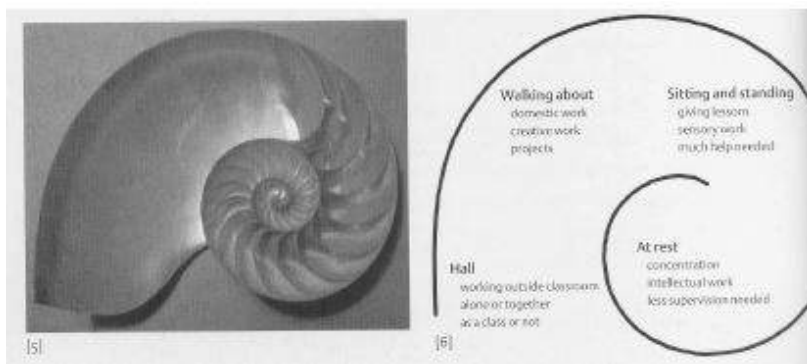 Walking about
domestic work
creative work
projects
Sitting and standing
giving lessons
sensory work
much help needed
Hall
working outside classroom
alone or together
as a class or not
At rest
concentration
intellectual work
less supervision needed
[5]
[6]